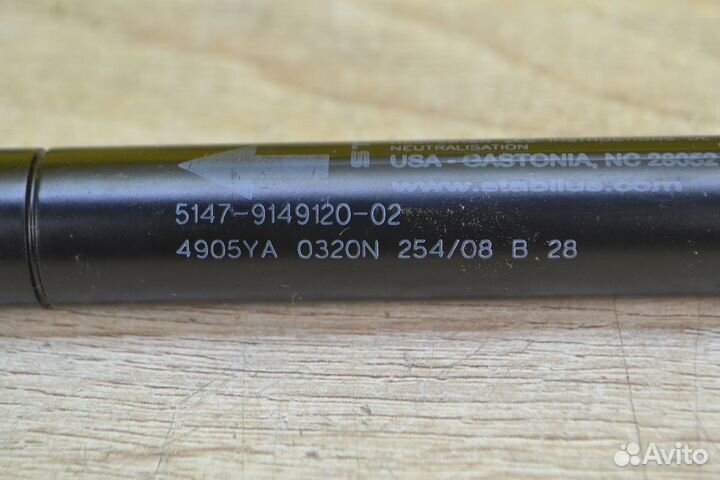 NEUTRALISATION
USA - GASTONIA, NC 28052
www.stabilus.com
5147-9149120-02
4905YA 0320N 254/08 B 28
Avito